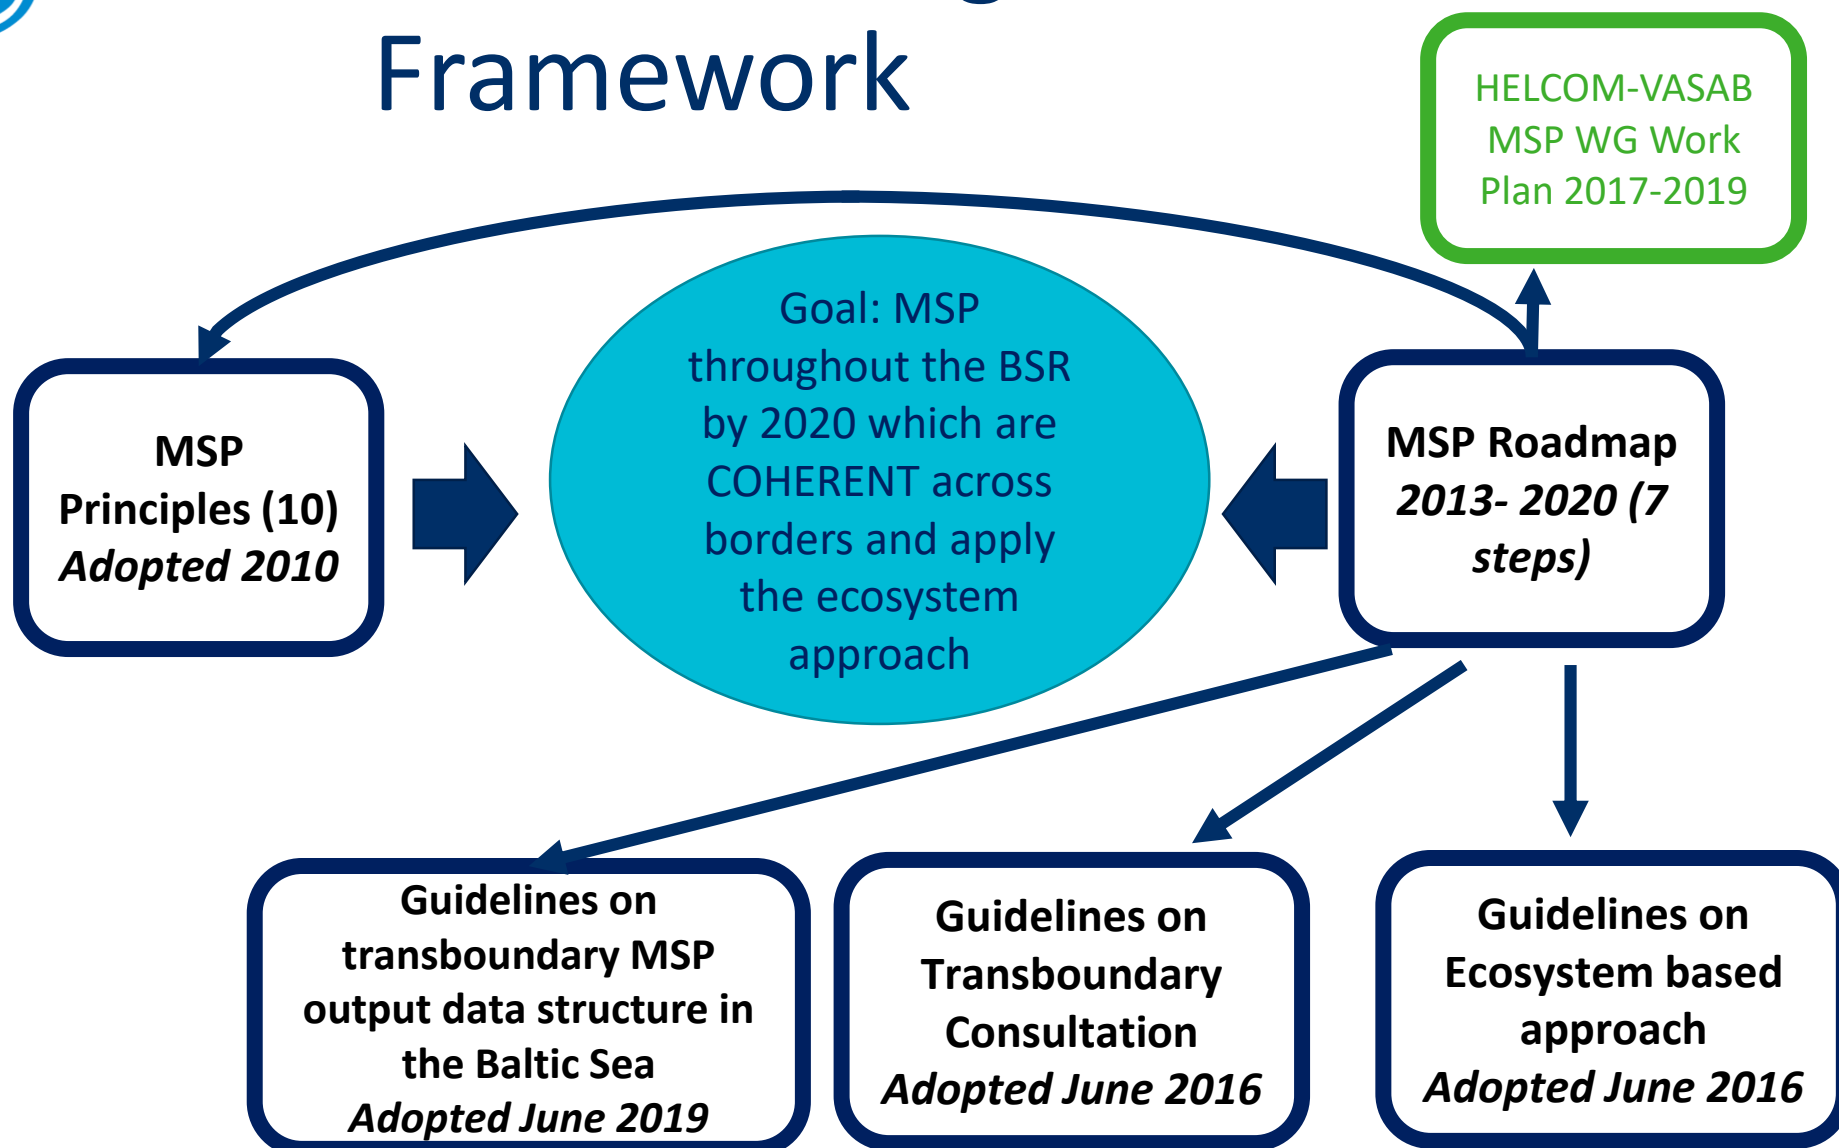 Framework
HELCOM-VASAB
MSP WG Work
Plan 2017-2019
Goal: MSP
throughout the BSR
by 2020 which are
COHERENT across
borders and apply
the ecosystem
approach
MSP
Principles (10)
Adopted 2010
MSP Roadmap
2013- 2020 (7
steps)
Guidelines on
transboundary MSP
output data structure in
the Baltic Sea
Adopted June 2019
Guidelines on
Transboundary
Consultation
Adopted June 2016
Guidelines on
Ecosystem based
approach
Adopted June 2016